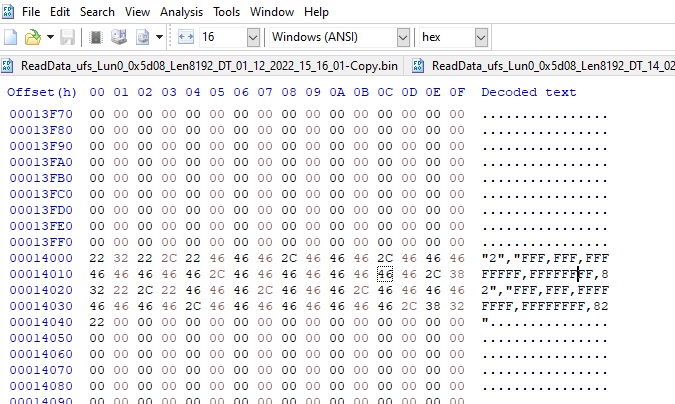 File Edit Search View Analysis Tools Window Help
16 Windows (ANSI) hex
ReadData_ufs_Lun0_0x5d08_Len8192_DT_01_12_2022_15_16_01-Copy.bin ReadData_ufs_Lun0_0x5d08_Len8192_DT_14_02
Offset(h) 00 01 02 03 04 05 06 07 08 09 0A 0B 0C 0D 0E 0F Decoded text
00013F70 00 00 00 00 00 00 00 00 00 00 00 00 00 00 00 00 ................
00013F80 00 00 00 00 00 00 00 00 00 00 00 00 00 00 00 00 ................
00013F90 00 00 00 00 00 00 00 00 00 00 00 00 00 00 00 00 ................
00013FA0 00 00 00 00 00 00 00 00 00 00 00 00 00 00 00 00 ................
00013FB0 00 00 00 00 00 00 00 00 00 00 00 00 00 00 00 00 ................
00013FC0 00 00 00 00 00 00 00 00 00 00 00 00 00 00 00 00 ................
00013FD0 00 00 00 00 00 00 00 00 00 00 00 00 00 00 00 00 ................
00013FE0 00 00 00 00 00 00 00 00 00 00 00 00 00 00 00 00 ................
00013FF0 00 00 00 00 00 00 00 00 00 00 00 00 00 00 00 00 ................
00014000 22 32 22 2C 22 46 46 46 2C 46 46 46 2C 46 46 46 "2","FFF,FFF,FFF
00014010 46 46 46 46 46 2C 46 46 46 46 46 46 46 46 2C 38 FFFFF,FFFFFFFF,8
00014020 32 22 2C 22 46 46 46 2C 46 46 46 2C 46 46 46 46 2","FFF,FFF,FFFF
00014030 46 46 46 46 2C 46 46 46 46 46 46 46 46 2C 38 32 FFFF,FFFFFFFF,82
00014040 22 00 00 00 00 00 00 00 00 00 00 00 00 00 00 00 "...............
00014050 00 00 00 00 00 00 00 00 00 00 00 00 00 00 00 00 ................
00014060 00 00 00 00 00 00 00 00 00 00 00 00 00 00 00 00 ................
00014070 00 00 00 00 00 00 00 00 00 00 00 00 00 00 00 00 ................
00014080 00 00 00 00 00 00 00 00 00 00 00 00 00 00 00 00 ................
00014090 00 00 00 00 00 00 00 00 00 00 00 00 00 00 00 00